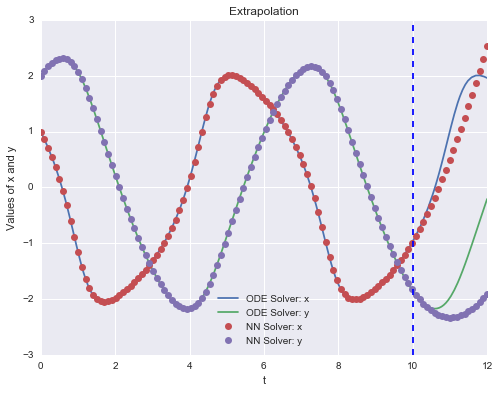 Extrapolation
3
2
1
0
−1
−2
−3
Values of x and y
ODE Solver: x
ODE Solver: y
NN Solver: x
NN Solver: y
0 2 4 6 8 10 12
t